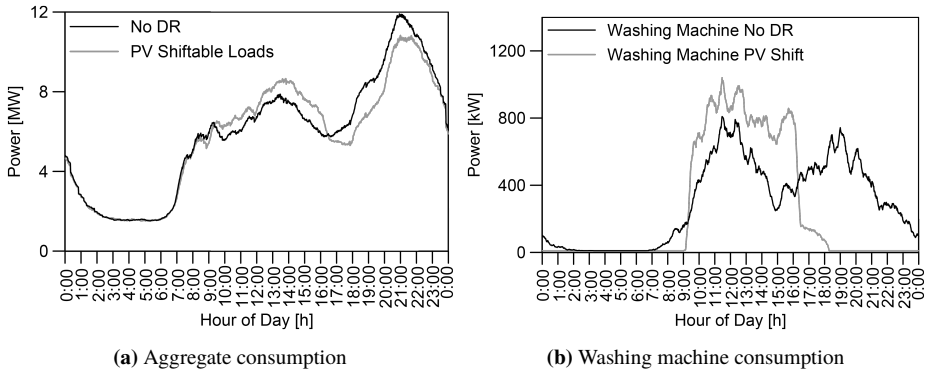 12
8
4
0
Power [MW]
No DR
PV Shiftable Loads
0:00 1:00 2:00 3:00 4:00 5:00 6:00 7:00 8:00 9:00 10:00 11:00 12:00 13:00 14:00 15:00 16:00 17:00 18:00 19:00 20:00 21:00 22:00 23:00 0:00
Hour of Day [h]
(a) Aggregate consumption
1200
800
400
0
Power [kW]
Washing Machine No DR
Washing Machine PV Shift
0:00 1:00 2:00 3:00 4:00 5:00 6:00 7:00 8:00 9:00 10:00 11:00 12:00 13:00 14:00 15:00 16:00 17:00 18:00 19:00 20:00 21:00 22:00 23:00 0:00
Hour of Day [h]
(b) Washing machine consumption